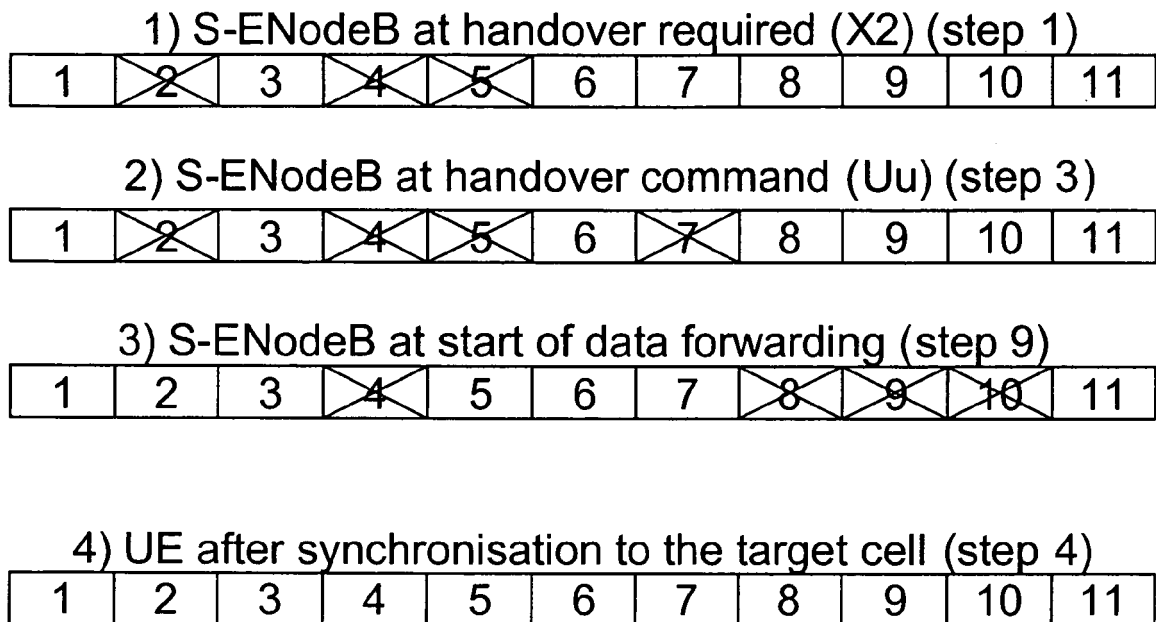 1) S-ENodeB at handover required (X2) (step 1)
1 2 3 4 5 6 7 8 9 10 11
2) S-ENodeB at handover command (Uu) (step 3)
1 2 3 4 5 6 7 8 9 10 11
3) S-ENodeB at start of data forwarding (step 9)
1 2 3 4 5 6 7 8 9 10 11
4) UE after synchronisation to the target cell (step 4)
1 2 3 4 5 6 7 8 9 10 11